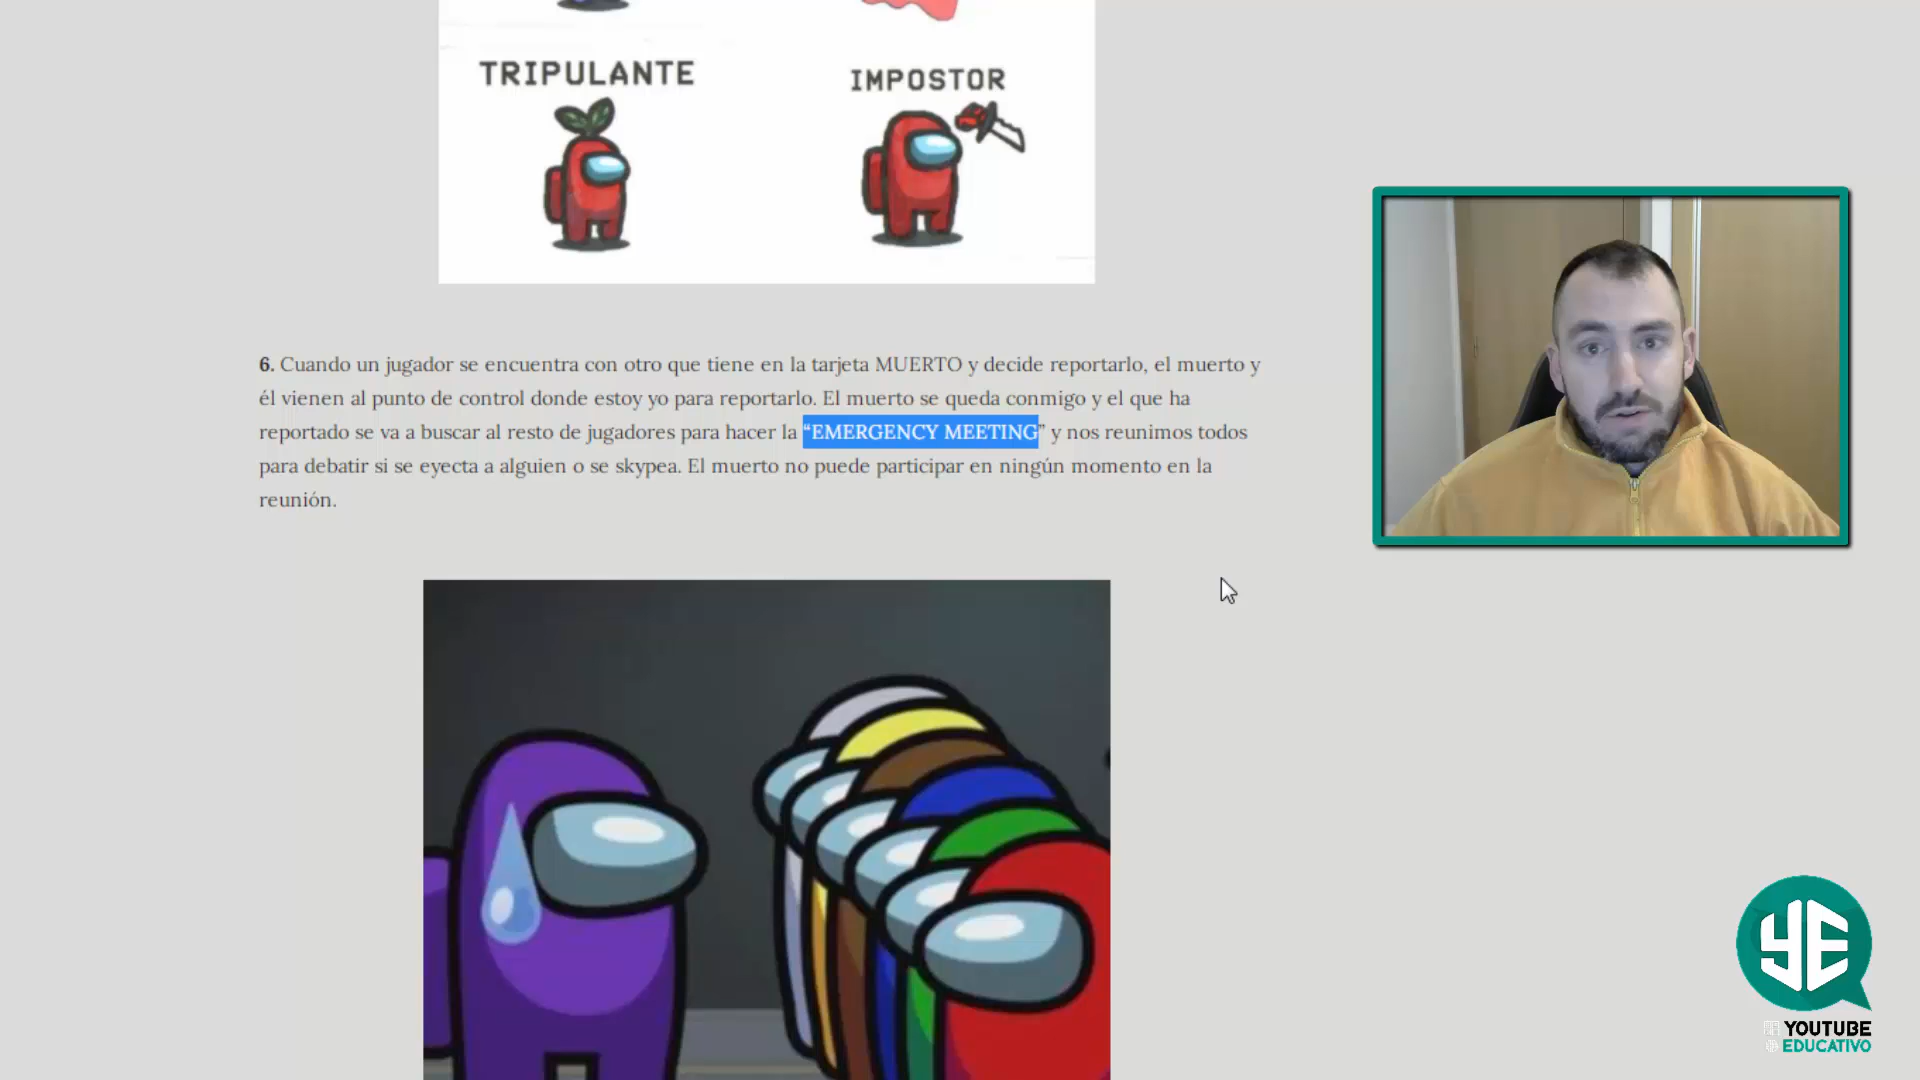 TRIPULANTE
IMPOSTOR
6. Cuando un jugador se encuentra con otro que tiene en la tarjeta MUERTO y decide reportarlo, el muerto y
él vienen al punto de control donde estoy yo para reportarlo. El muerto se queda conmigo y el que ha
reportado se va a buscar al resto de jugadores para hacer la “EMERGENCY MEETING” y nos reunimos todos
para debatir si se eyecta a alguien o se skypea. El muerto no puede participar en ningún momento en la
reunión.
YE
YOUTUBE
EDUCATIVO